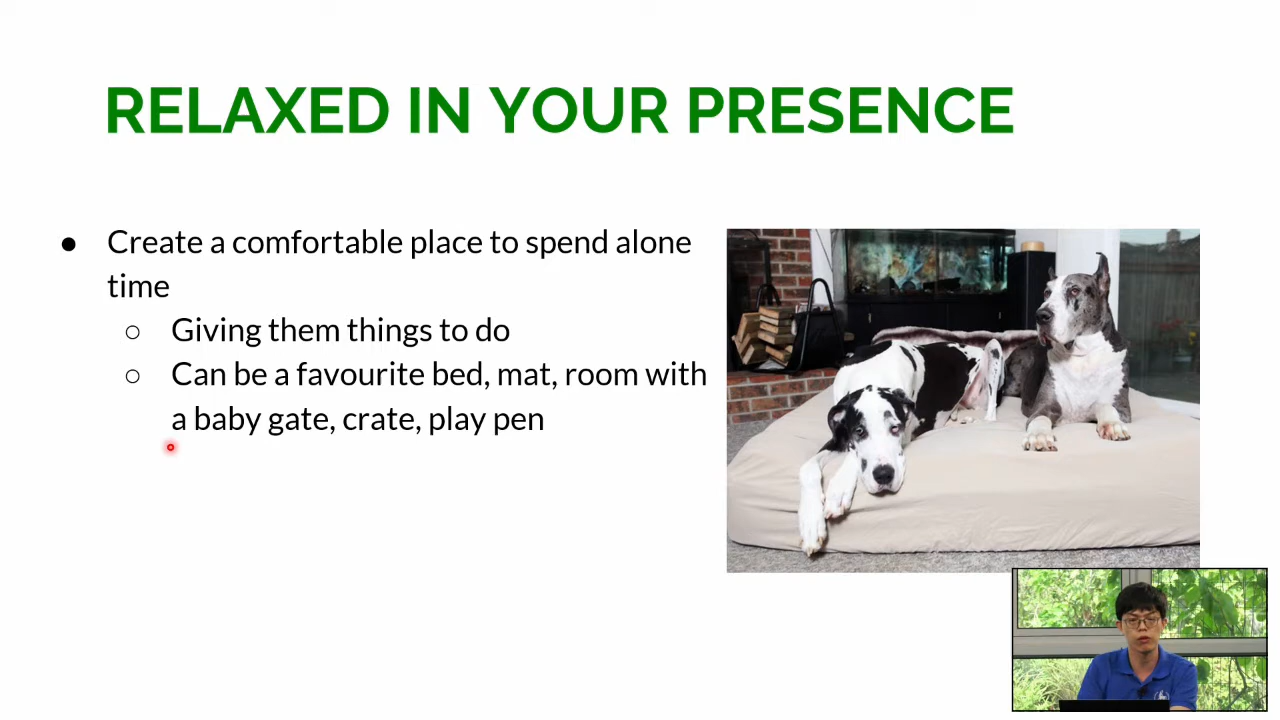 RELAXED IN YOUR PRESENCE
● Create a comfortable place to spend alone
time
○ Giving them things to do
○ Can be a favourite bed, mat, room with
a baby gate, crate, play pen